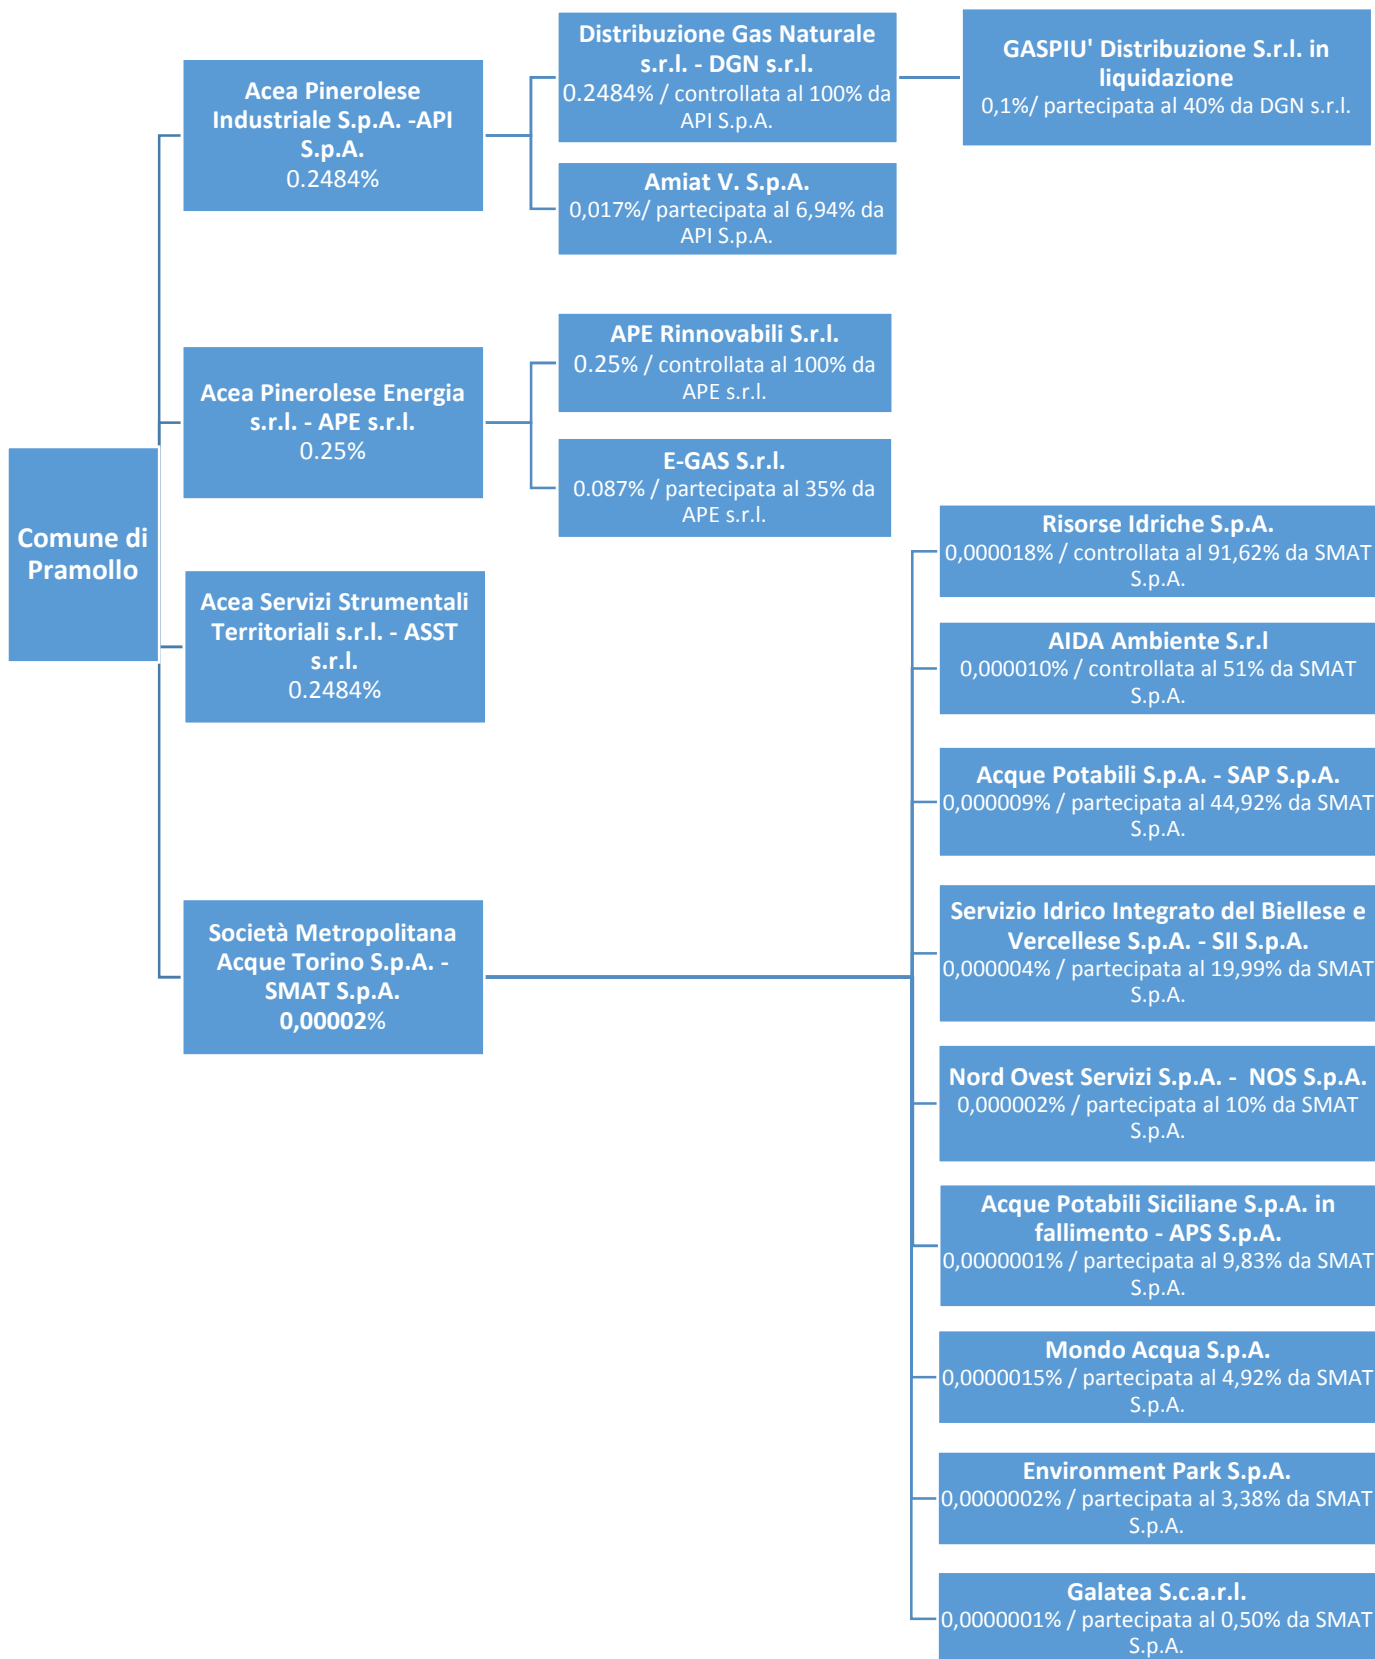 Comune di
Pramollo
Acea Pinerolese
Industriale S.p.A. -API
S.p.A.
0.2484%
Distribuzione Gas Naturale
s.r.l. - DGN s.r.l.
0.2484% / controllata al 100% da
API S.p.A.
GASPIU' Distribuzione S.r.l. in
liquidazione
0,1%/ partecipata al 40% da DGN s.r.l.
Amiat V. S.p.A.
0,017%/ partecipata al 6,94% da
API S.p.A.
Acea Pinerolese Energia
s.r.l. - APE s.r.l.
0.25%
APE Rinnovabili S.r.l.
0.25% / controllata al 100% da
APE s.r.l.
E-GAS S.r.l.
0.087% / partecipata al 35% da
APE s.r.l.
Acea Servizi Strumentali
Territoriali s.r.l. - ASST
s.r.l.
0.2484%
Società Metropolitana
Acque Torino S.p.A. -
SMAT S.p.A.
0,00002%
Risorse Idriche S.p.A.
0,000018% / controllata al 91,62% da SMAT
S.p.A.
AIDA Ambiente S.r.l
0,000010% / controllata al 51% da SMAT
S.p.A.
Acque Potabili S.p.A. - SAP S.p.A.
0,000009% / partecipata al 44,92% da SMAT
S.p.A.
Servizio Idrico Integrato del Biellese e
Vercellese S.p.A. - SII S.p.A.
0,000004% / partecipata al 19,99% da SMAT
S.p.A.
Nord Ovest Servizi S.p.A. - NOS S.p.A.
0,000002% / partecipata al 10% da SMAT
S.p.A.
Acque Potabili Siciliane S.p.A. in
fallimento - APS S.p.A.
0,0000001% / partecipata al 9,83% da SMAT
S.p.A.
Mondo Acqua S.p.A.
0,0000015% / partecipata al 4,92% da SMAT
S.p.A.
Environment Park S.p.A.
0,0000002% / partecipata al 3,38% da SMAT
S.p.A.
Galatea S.c.a.r.l.
0,0000001% / partecipata al 0,50% da SMAT
S.p.A.